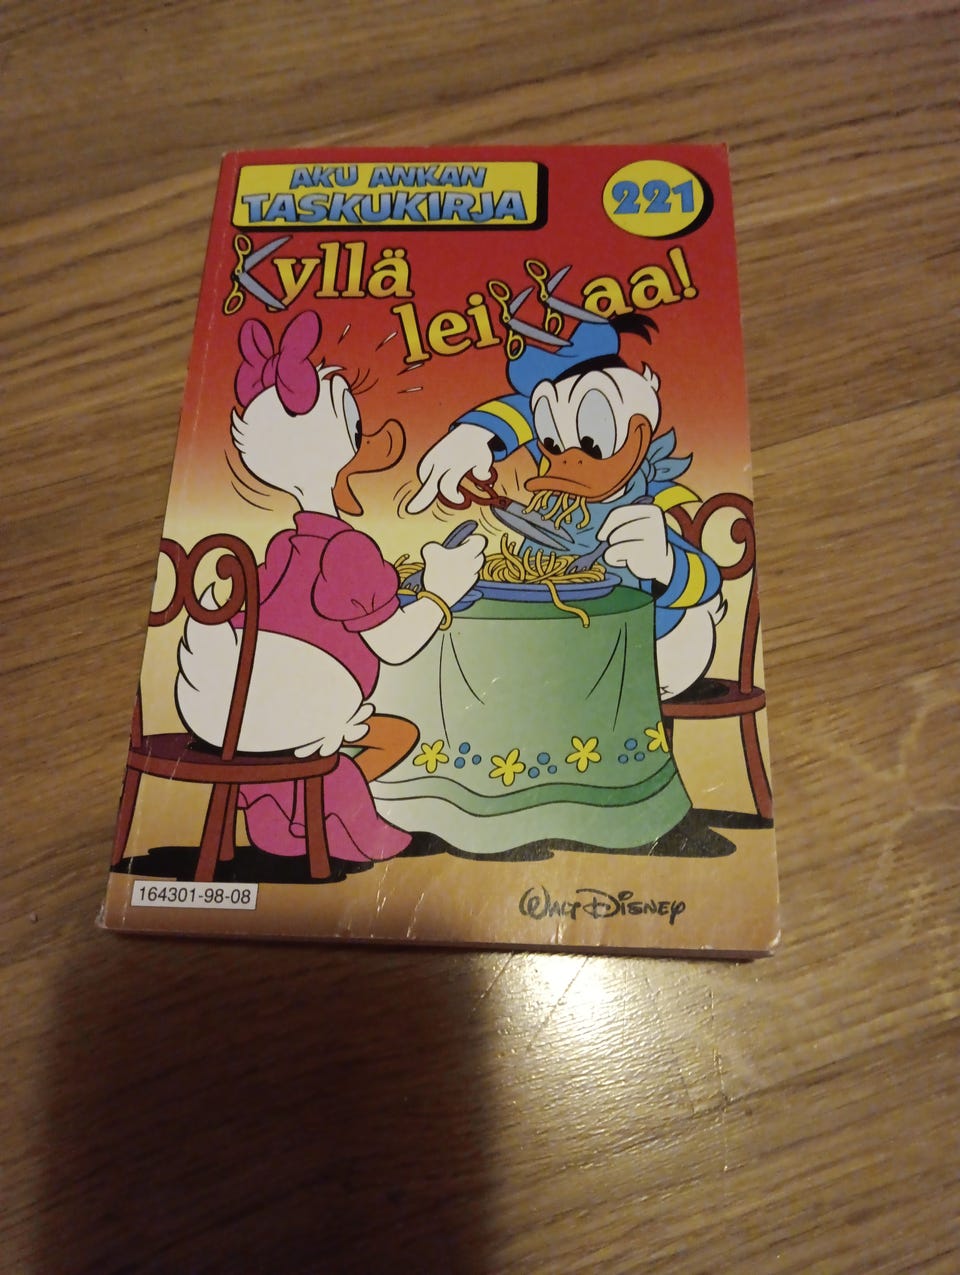 AKU ANKAN
TASKUKIRJA
221
Kyllä
leikkaa!
164301-98-08
WALT DISNEY